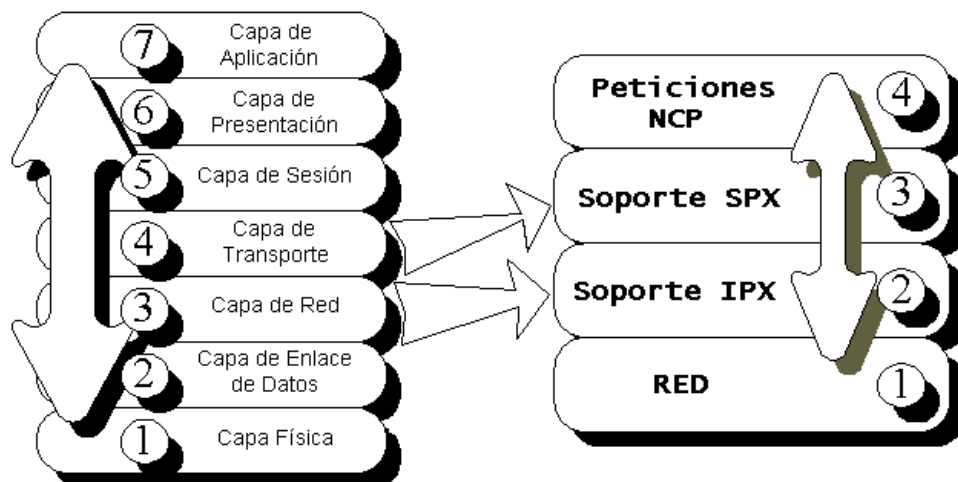 7
Capa de
Aplicación
6
Capa de
Presentación
5
Capa de Sesión
4
Capa de
Transporte
3
Capa de Red
2
Capa de Enlace
de Datos
1
Capa Física
Peticiones
NCP
4
Soporte SPX
3
Soporte IPX
2
RED
1